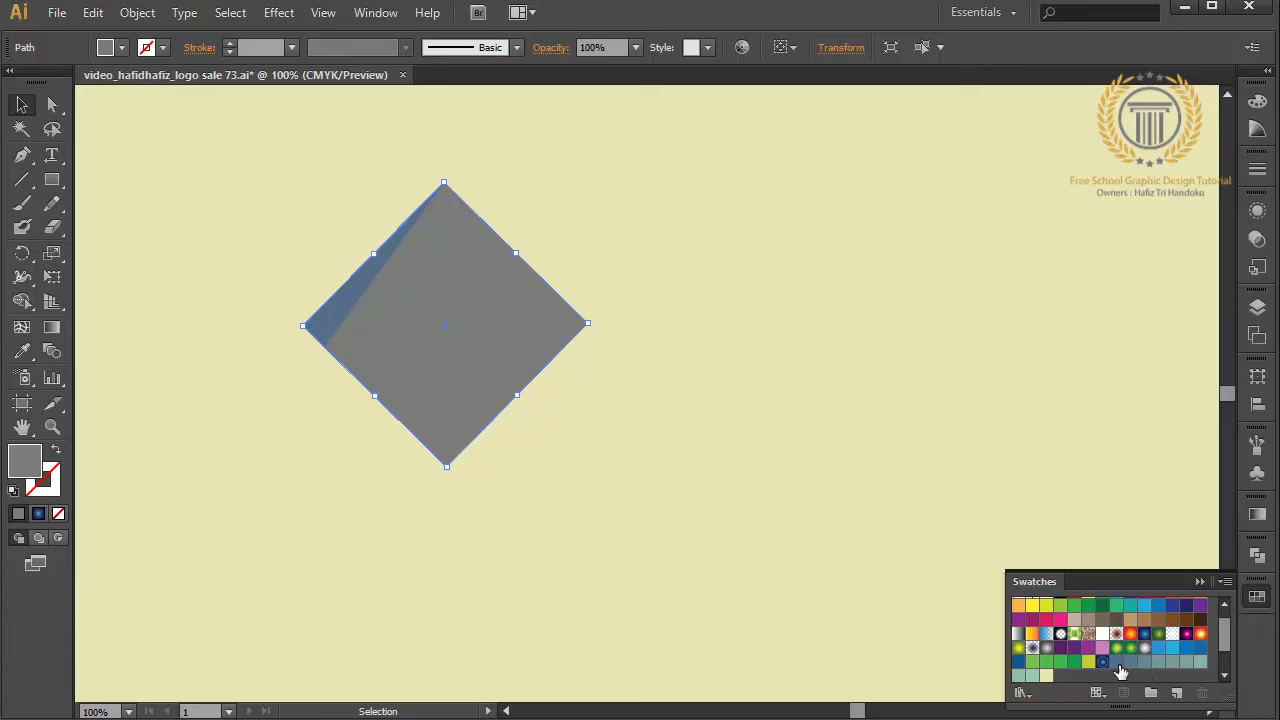 Ai File Edit Object Type Select Effect View Window Help Br Essentials
Path Stroke: Basic Opacity: 100% Style: Transform
video_hafidhafiz_logo sale 73.ai* @ 100% (CMYK/Preview)
Free School Graphic Design Tutorial
Owners : Hafiz Tri Handoko
Swatches
100% 1 Selection